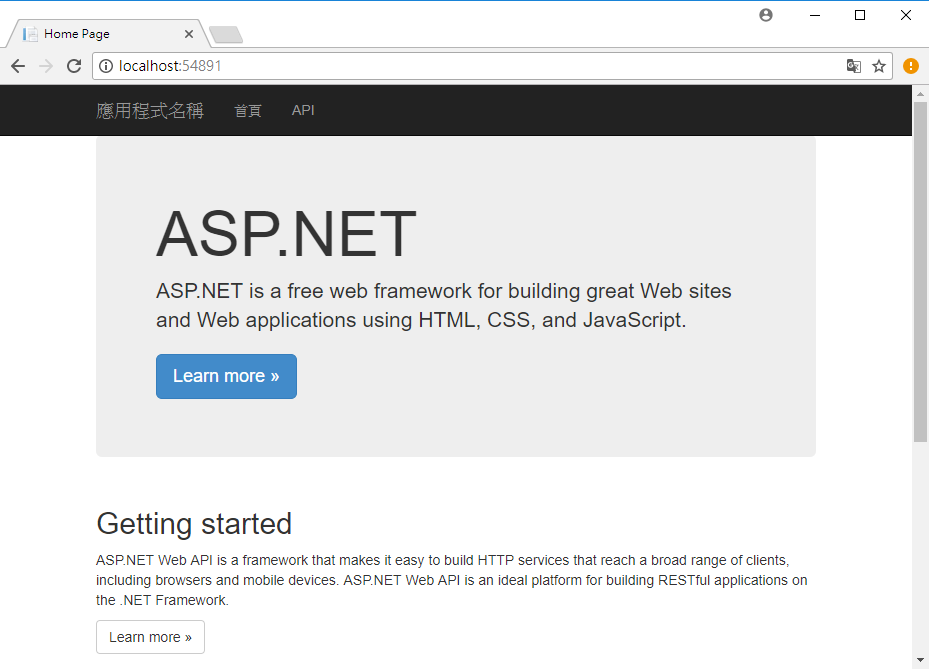 Home Page
localhost:54891
應用程式名稱 首頁 API
ASP.NET
ASP.NET is a free web framework for building great Web sites
and Web applications using HTML, CSS, and JavaScript.
Learn more »
Getting started
ASP.NET Web API is a framework that makes it easy to build HTTP services that reach a broad range of clients,
including browsers and mobile devices. ASP.NET Web API is an ideal platform for building RESTful applications on
the .NET Framework.
Learn more »